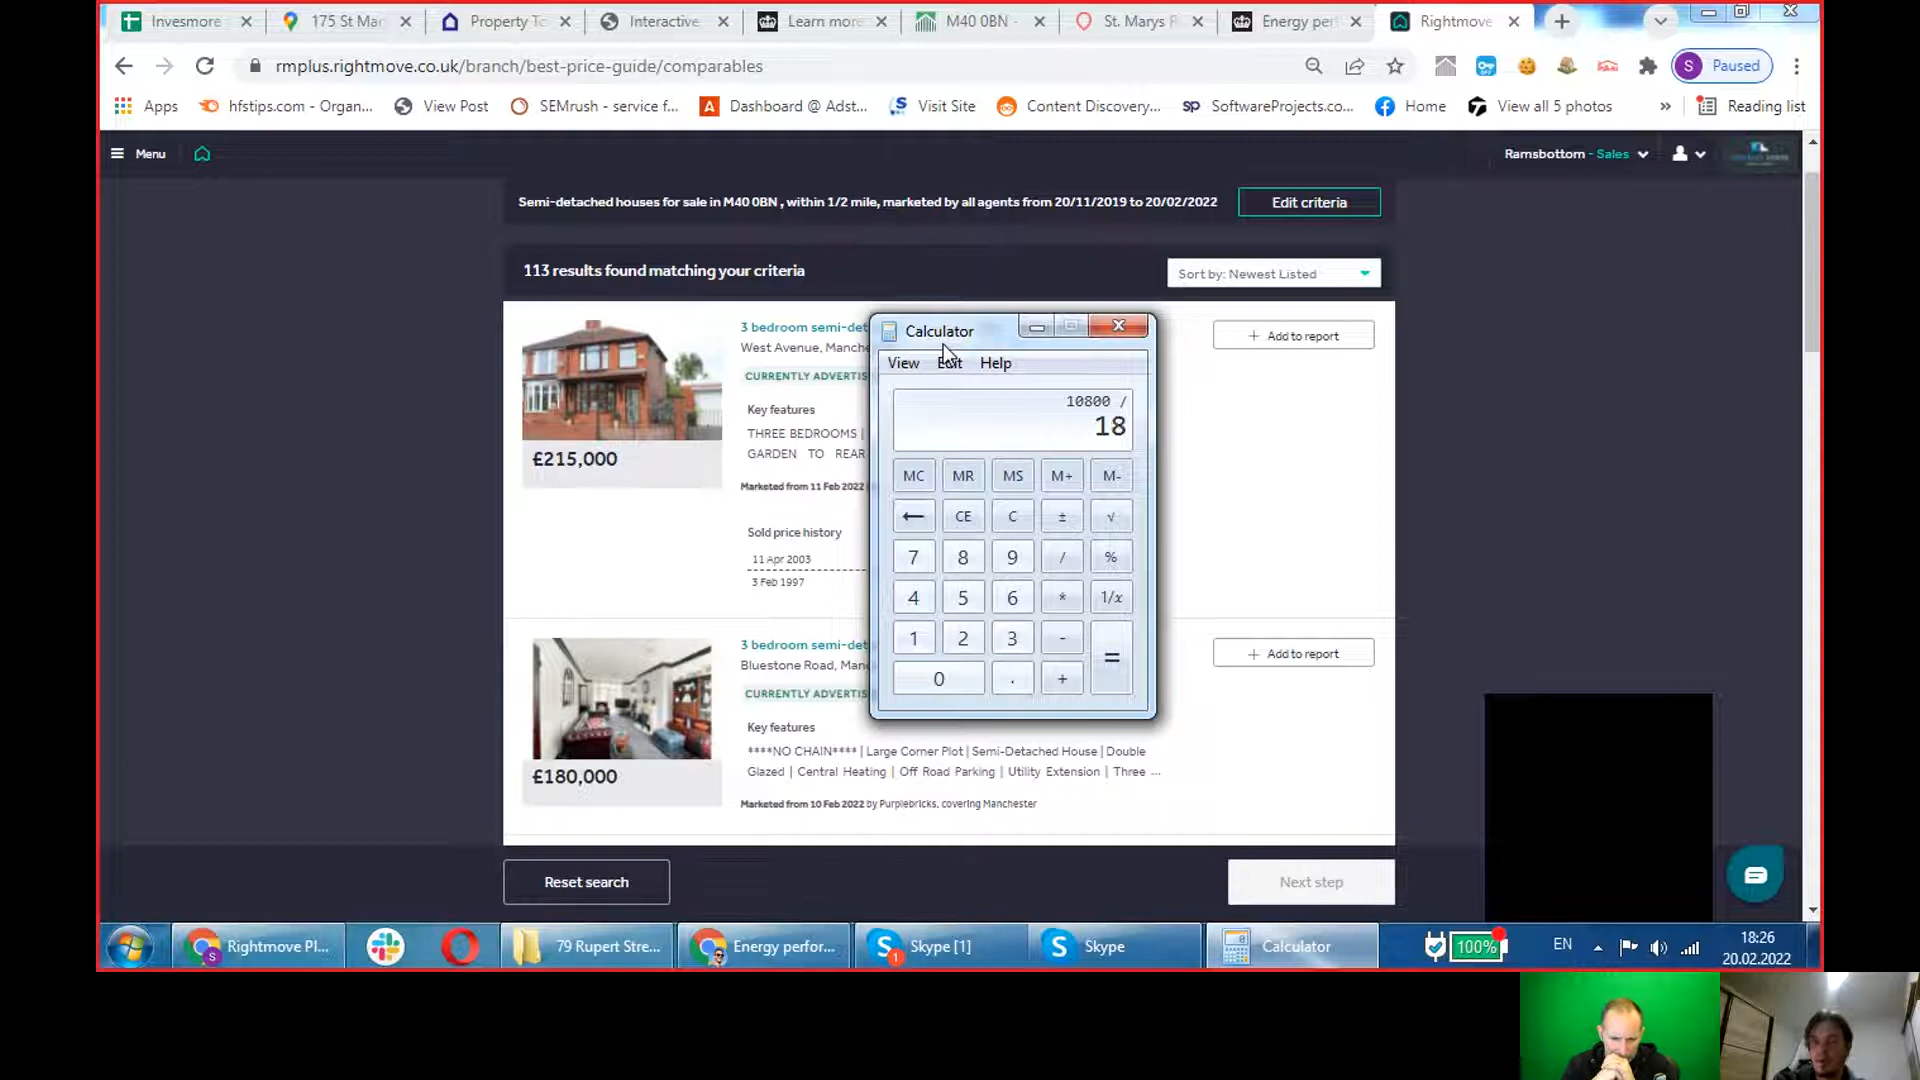 Invesmore
175 St Mar
Property To
Interactive
Learn more
M40 0BN -
St. Marys R
Energy perf
Rightmove
rmplus.rightmove.co.uk/branch/best-price-guide/comparables
S Paused
Apps
hfstips.com - Organ...
View Post
SEMrush - service f...
Dashboard @ Adst...
Visit Site
Content Discovery...
SoftwareProjects.co...
Home
View all 5 photos
»
Reading list
Menu
Ramsbottom - Sales
Semi-detached houses for sale in M40 0BN , within 1/2 mile, marketed by all agents from 20/11/2019 to 20/02/2022
Edit criteria
113 results found matching your criteria
Sort by: Newest Listed
3 bedroom semi-det
West Avenue, Manche
CURRENTLY ADVERTIS
Key features
THREE BEDROOMS |
GARDEN TO REAR
Marketed from 11 Feb 2022
Sold price history
11 Apr 2003
3 Feb 1997
£215,000
+ Add to report
Calculator
View Edit Help
10800 /
18
MC MR MS M+ M-
← CE C ± √
7 8 9 / %
4 5 6 * 1/x
1 2 3 - =
0 . +
3 bedroom semi-det
Bluestone Road, Man
CURRENTLY ADVERTIS
Key features
****NO CHAIN**** | Large Corner Plot | Semi-Detached House | Double
Glazed | Central Heating | Off Road Parking | Utility Extension | Three ...
Marketed from 10 Feb 2022 by Purplebricks, covering Manchester
£180,000
+ Add to report
Reset search
Next step
Rightmove Pl...
79 Rupert Stre...
Energy perfor...
Skype [1]
Skype
Calculator
100%
EN
18:26
20.02.2022